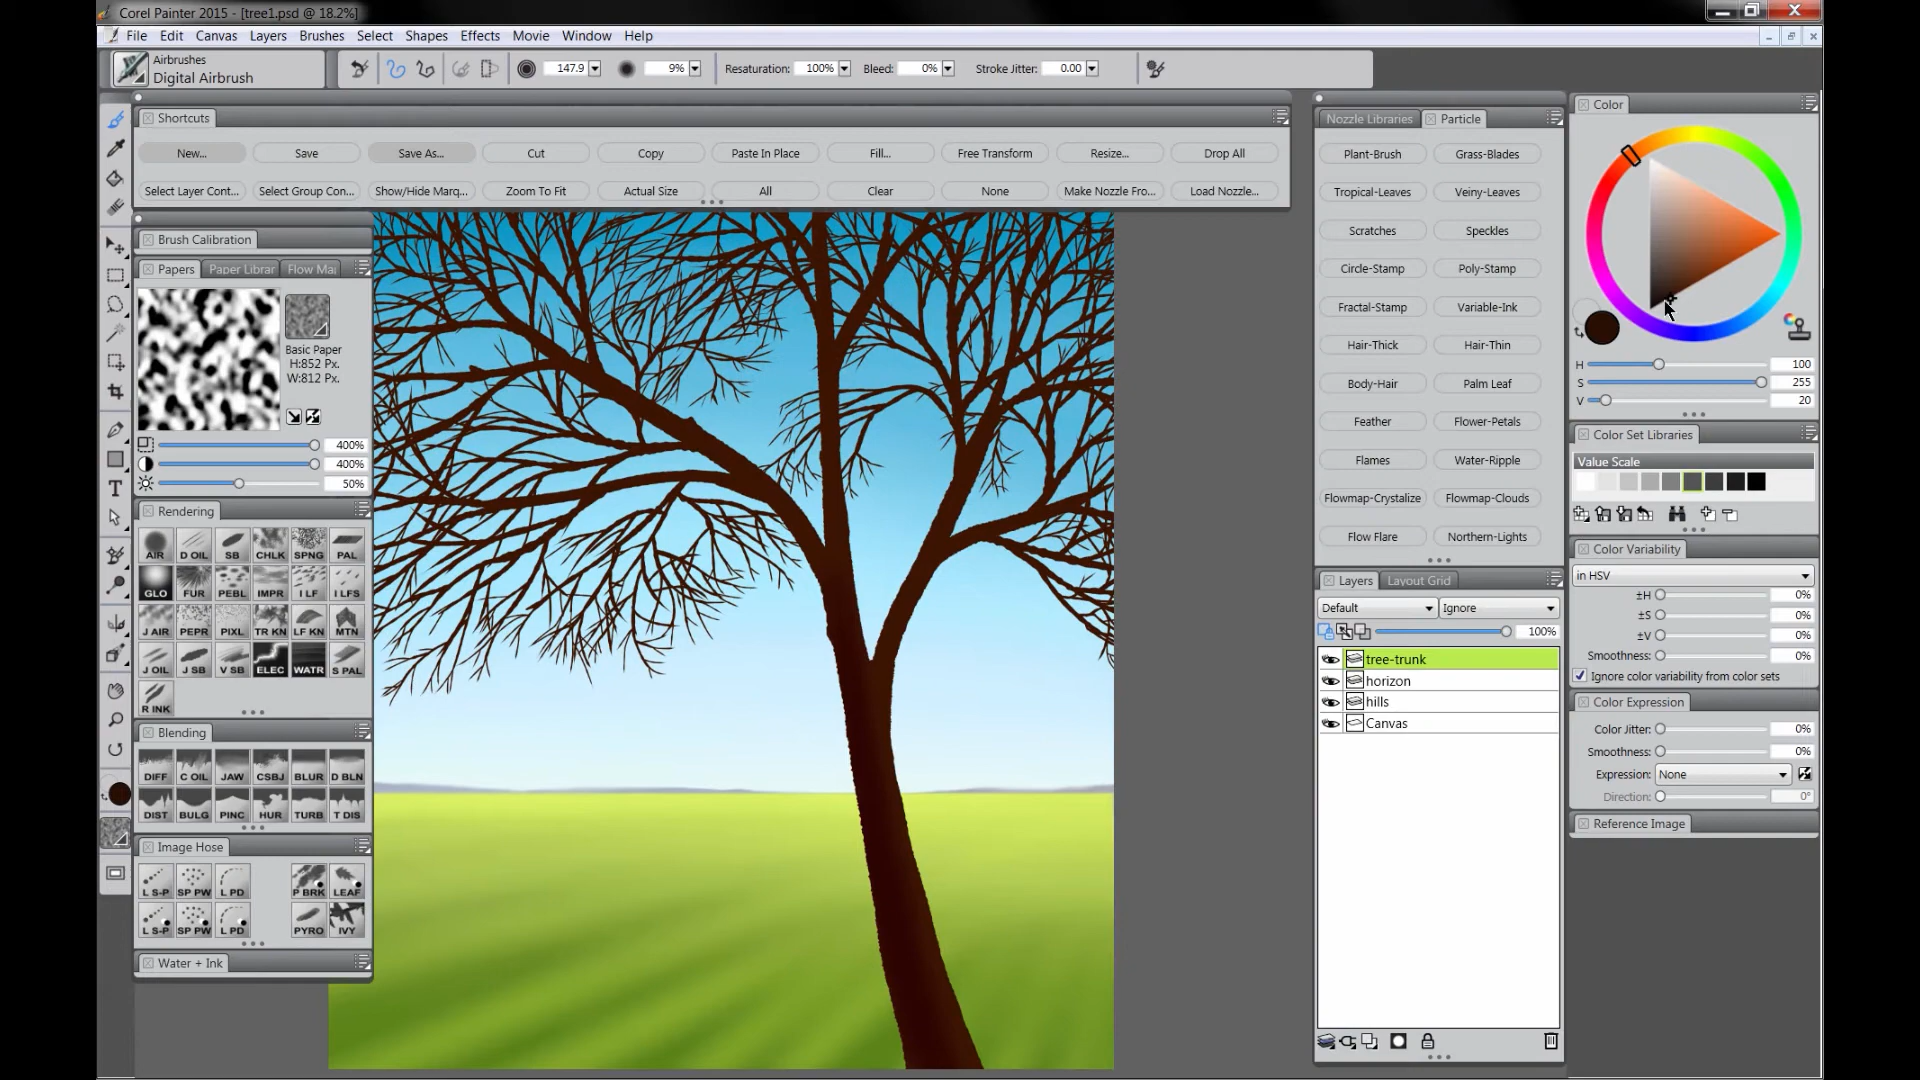 Corel Painter 2015 - [tree1.psd @ 18.2%]
File Edit Canvas Layers Brushes Select Shapes Effects Movie Window Help
Airbrushes
Digital Airbrush
147.9 9% Resaturation: 100% Bleed: 0% Stroke Jitter: 0.00
Shortcuts
New... Save Save As... Cut Copy Paste In Place Fill... Free Transform Resize... Drop All
Select Layer Cont... Select Group Con... Show/Hide Marq... Zoom To Fit Actual Size All Clear None Make Nozzle Fro... Load Nozzle...
Brush Calibration
Papers Paper Librar Flow Ma
Basic Paper
H:852 Px.
W:812 Px.
400%
400%
50%
Rendering
AIR D OIL SB CHLK SPNG PAL
GLO FUR PEBL IMPR I LF I LFS
J AIR PEPR PIXL TR KN LF KN MTN
J OIL J SB V SB ELEC WATR S PAL
R INK
Blending
DIFF C OIL JAW CSBJ BLUR D BLN
DIST BULG PINC HUR TURB T DIS
Image Hose
L S-P SP PW L PD P BRK LEAF
L S-P SP PW L PD PYRO IVY
Water + Ink
Nozzle Libraries Particle
Plant-Brush Grass-Blades
Tropical-Leaves Veiny-Leaves
Scratches Speckles
Circle-Stamp Poly-Stamp
Fractal-Stamp Variable-Ink
Hair-Thick Hair-Thin
Body-Hair Palm Leaf
Feather Flower-Petals
Flames Water-Ripple
Flowmap-Crystalize Flowmap-Clouds
Flow Flare Northern-Lights
Layers Layout Grid
Default Ignore
100%
tree-trunk
horizon
hills
Canvas
Color
H 100
S 255
V 20
Color Set Libraries
Value Scale
Color Variability
in HSV
±H 0%
±S 0%
±V 0%
Smoothness: 0%
Ignore color variability from color sets
Color Expression
Color Jitter: 0%
Smoothness: 0%
Expression: None
Direction: 0°
Reference Image